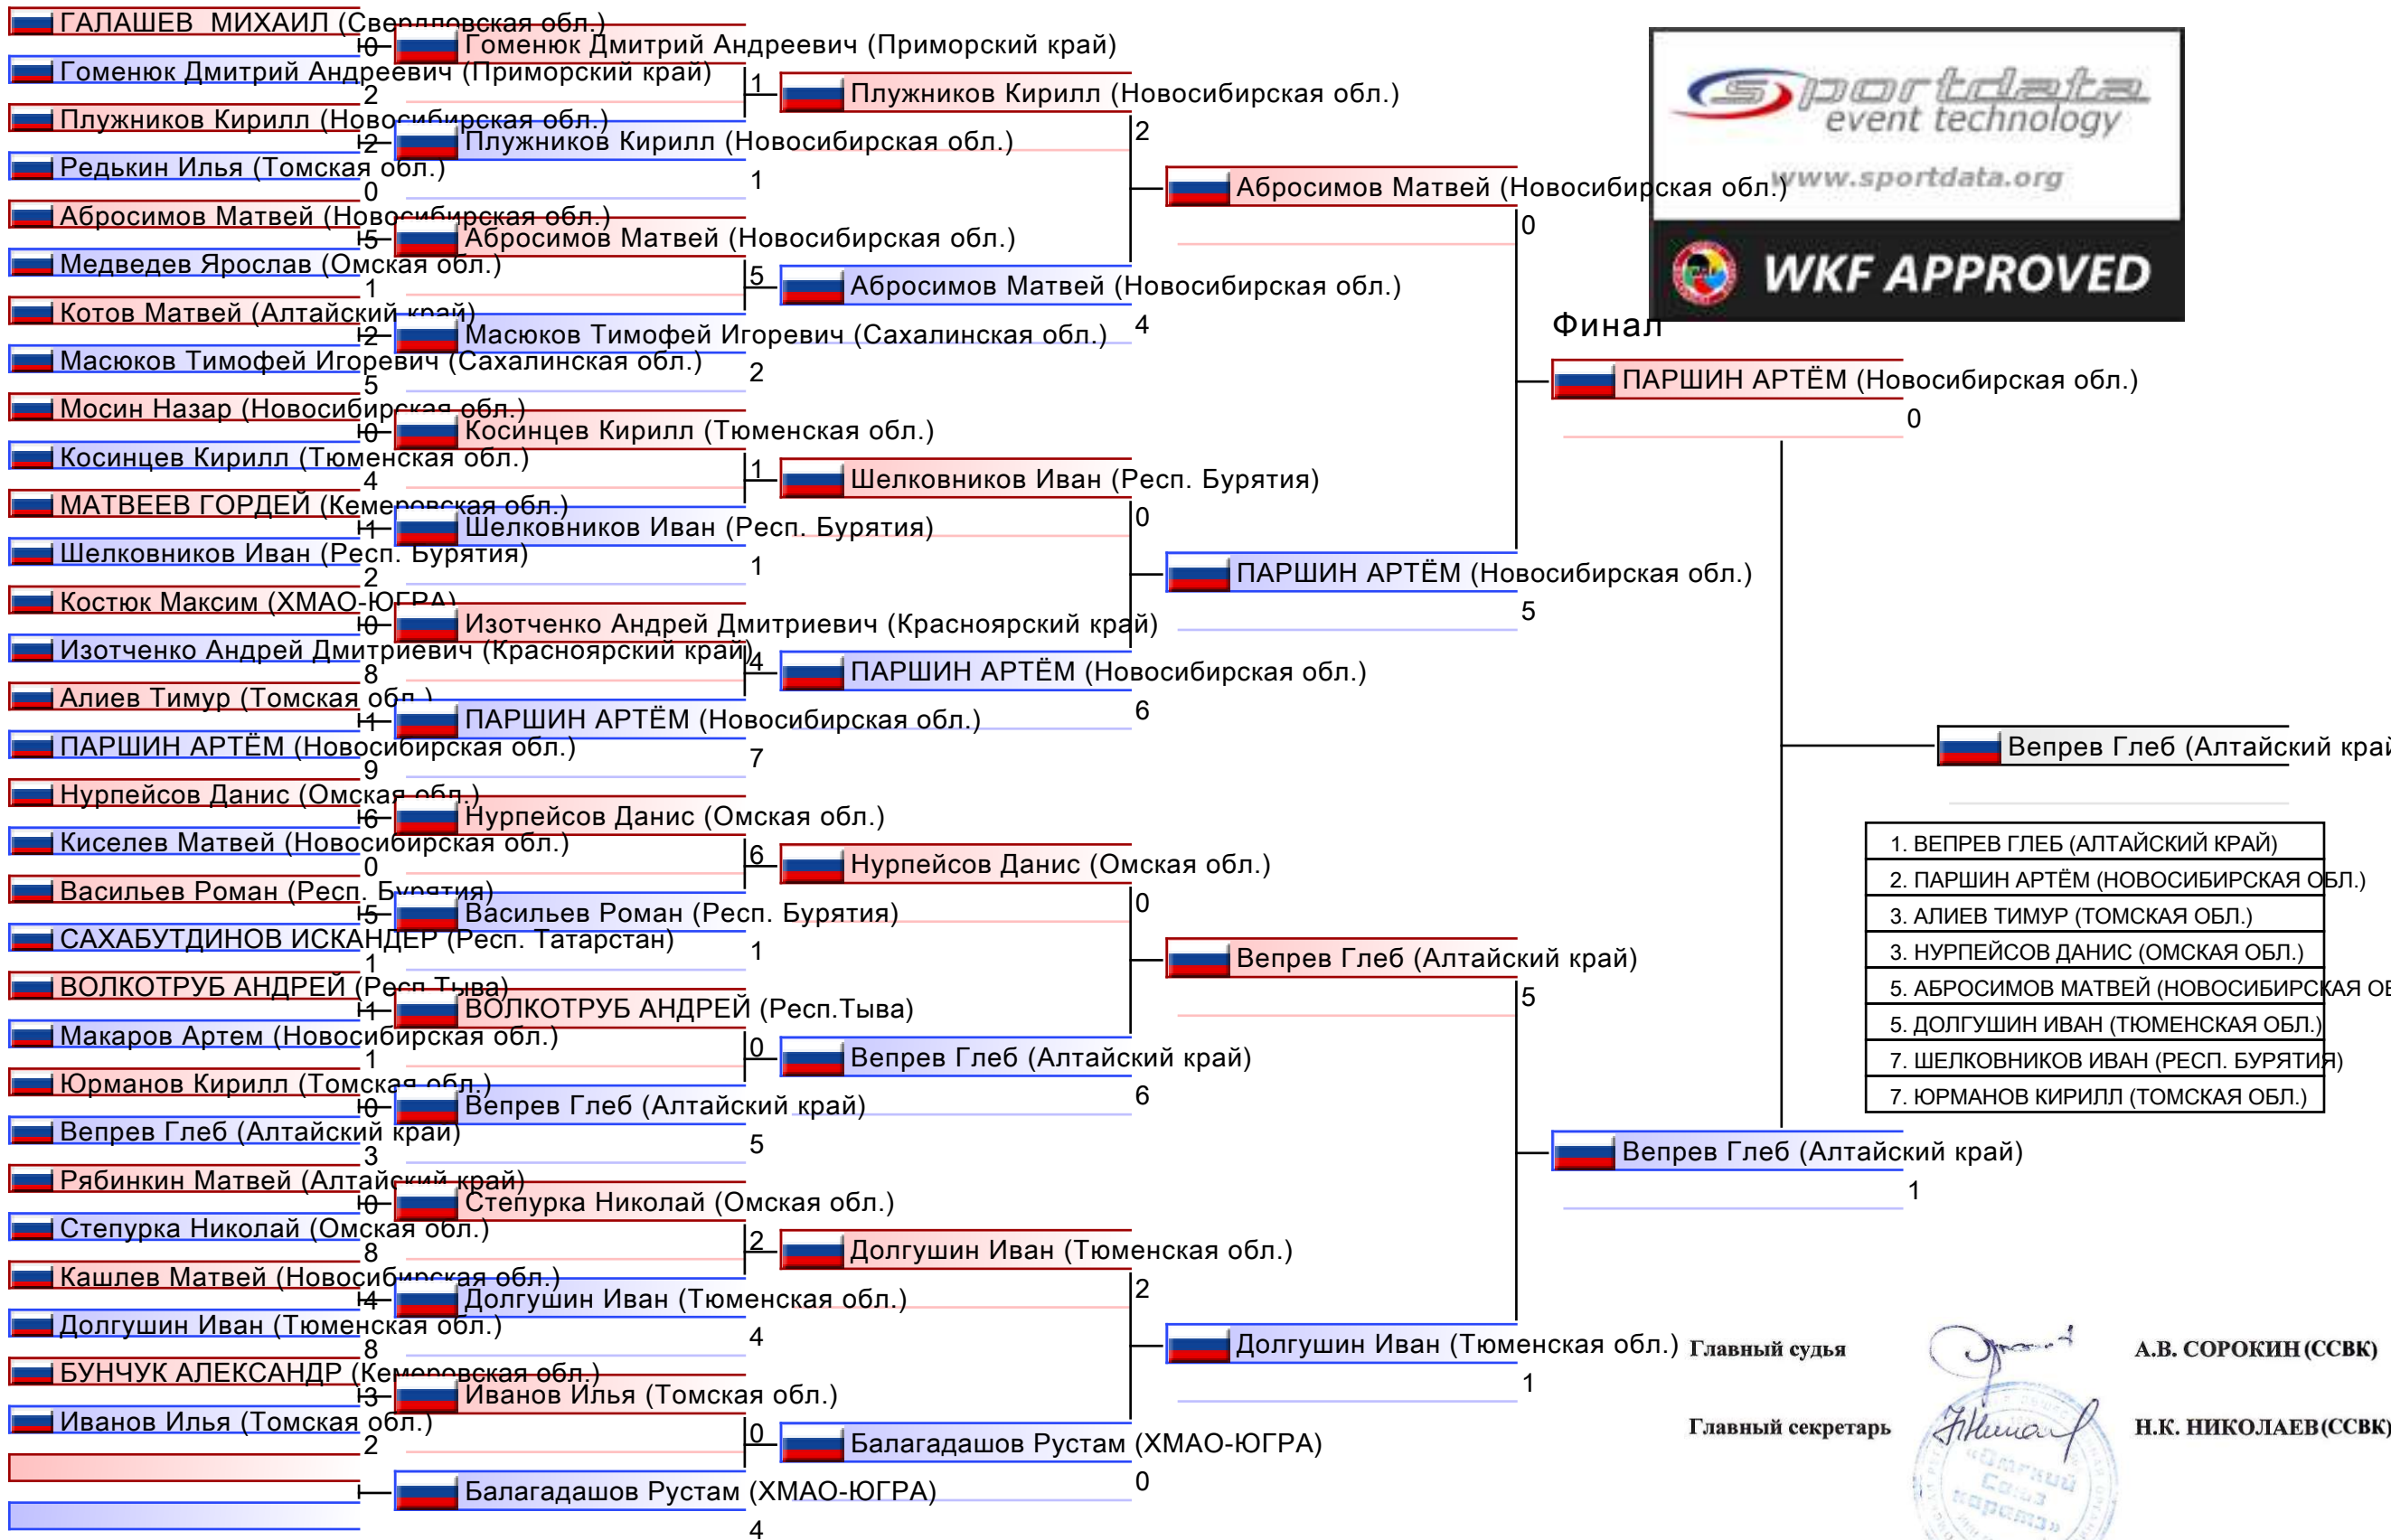 ГАЛАШЕВ  МИХАИЛ (Свердловская обл.)
0
Гоменюк Дмитрий Андреевич (Приморский край)
2
Плужников Кирилл (Новосибирская обл.)
2
Редькин Илья (Томская обл.)
0
Абросимов Матвей (Новосибирская обл.)
5
Медведев Ярослав (Омская обл.)
1
Котов Матвей (Алтайский край)
2
Масюков Тимофей Игоревич (Сахалинская обл.)
5
Мосин Назар (Новосибирская обл.)
0
Косинцев Кирилл (Тюменская обл.)
4
МАТВЕЕВ ГОРДЕЙ (Кемеровская обл.)
1
Шелковников Иван (Респ. Бурятия)
2
Костюк Максим (ХМАО-ЮГРА)
0
Изотченко Андрей Дмитриевич (Красноярский край)
8
Алиев Тимур (Томская обл.)
1
ПАРШИН АРТЁМ (Новосибирская обл.)
9
Нурпейсов Данис (Омская обл.)
6
Киселев Матвей (Новосибирская обл.)
0
Васильев Роман (Респ. Бурятия)
5
САХАБУТДИНОВ ИСКАНДЕР (Респ. Татарстан)
1
ВОЛКОТРУБ АНДРЕЙ (Респ.Тыва)
1
Макаров Артем (Новосибирская обл.)
1
Юрманов Кирилл (Томская обл.)
0
Вепрев Глеб (Алтайский край)
3
Рябинкин Матвей (Алтайский край)
0
Степурка Николай (Омская обл.)
8
Кашлев Матвей (Новосибирская обл.)
4
Долгушин Иван (Тюменская обл.)
8
БУНЧУК АЛЕКСАНДР (Кемеровская обл.)
3
Иванов Илья (Томская обл.)
2
Гоменюк Дмитрий Андреевич (Приморский край)
1
Плужников Кирилл (Новосибирская обл.)
1
Абросимов Матвей (Новосибирская обл.)
5
Масюков Тимофей Игоревич (Сахалинская обл.)
2
Косинцев Кирилл (Тюменская обл.)
1
Шелковников Иван (Респ. Бурятия)
1
Изотченко Андрей Дмитриевич (Красноярский край)
4
ПАРШИН АРТЁМ (Новосибирская обл.)
7
Нурпейсов Данис (Омская обл.)
6
Васильев Роман (Респ. Бурятия)
1
ВОЛКОТРУБ АНДРЕЙ (Респ.Тыва)
0
Вепрев Глеб (Алтайский край)
5
Степурка Николай (Омская обл.)
2
Долгушин Иван (Тюменская обл.)
4
Иванов Илья (Томская обл.)
0
Балагадашов Рустам (ХМАО-ЮГРА)
4
Плужников Кирилл (Новосибирская обл.)
2
Абросимов Матвей (Новосибирская обл.)
4
Шелковников Иван (Респ. Бурятия)
0
ПАРШИН АРТЁМ (Новосибирская обл.)
6
Нурпейсов Данис (Омская обл.)
0
Вепрев Глеб (Алтайский край)
6
Долгушин Иван (Тюменская обл.)
2
Балагадашов Рустам (ХМАО-ЮГРА)
0
Абросимов Матвей (Новосибирская обл.)
0
ПАРШИН АРТЁМ (Новосибирская обл.)
5
Вепрев Глеб (Алтайский край)
5
Долгушин Иван (Тюменская обл.)
1
Финал
ПАРШИН АРТЁМ (Новосибирская обл.)
0
Вепрев Глеб (Алтайский край)
1
Вепрев Глеб (Алтайский край
sportdata
event technology
www.sportdata.org
WKF APPROVED
1. ВЕПРЕВ ГЛЕБ (АЛТАЙСКИЙ КРАЙ)
2. ПАРШИН АРТЁМ (НОВОСИБИРСКАЯ ОБЛ.)
3. АЛИЕВ ТИМУР (ТОМСКАЯ ОБЛ.)
3. НУРПЕЙСОВ ДАНИС (ОМСКАЯ ОБЛ.)
5. АБРОСИМОВ МАТВЕЙ (НОВОСИБИРСКАЯ ОБ
5. ДОЛГУШИН ИВАН (ТЮМЕНСКАЯ ОБЛ.)
7. ШЕЛКОВНИКОВ ИВАН (РЕСП. БУРЯТИЯ)
7. ЮРМАНОВ КИРИЛЛ (ТОМСКАЯ ОБЛ.)
Главный судья
А.В. СОРОКИН (ССВК)
Главный секретарь
Н.К. НИКОЛАЕВ (ССВК)
«Омский
Союз
каратэ»